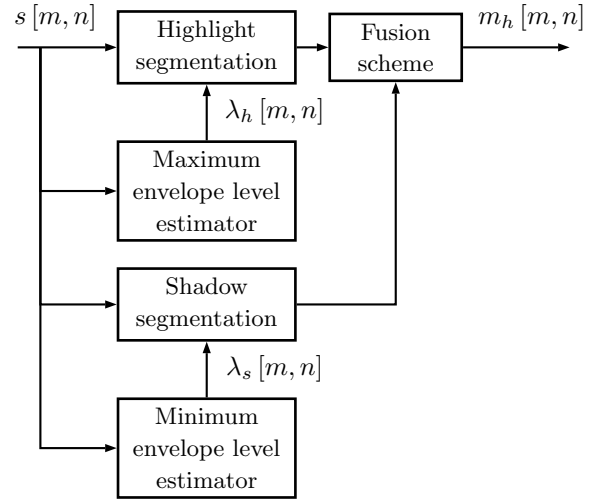 s [m, n]
Highlight
segmentation
Fusion
scheme
m_h [m, n]
λ_h [m, n]
Maximum
envelope level
estimator
Shadow
segmentation
λ_s [m, n]
Minimum
envelope level
estimator